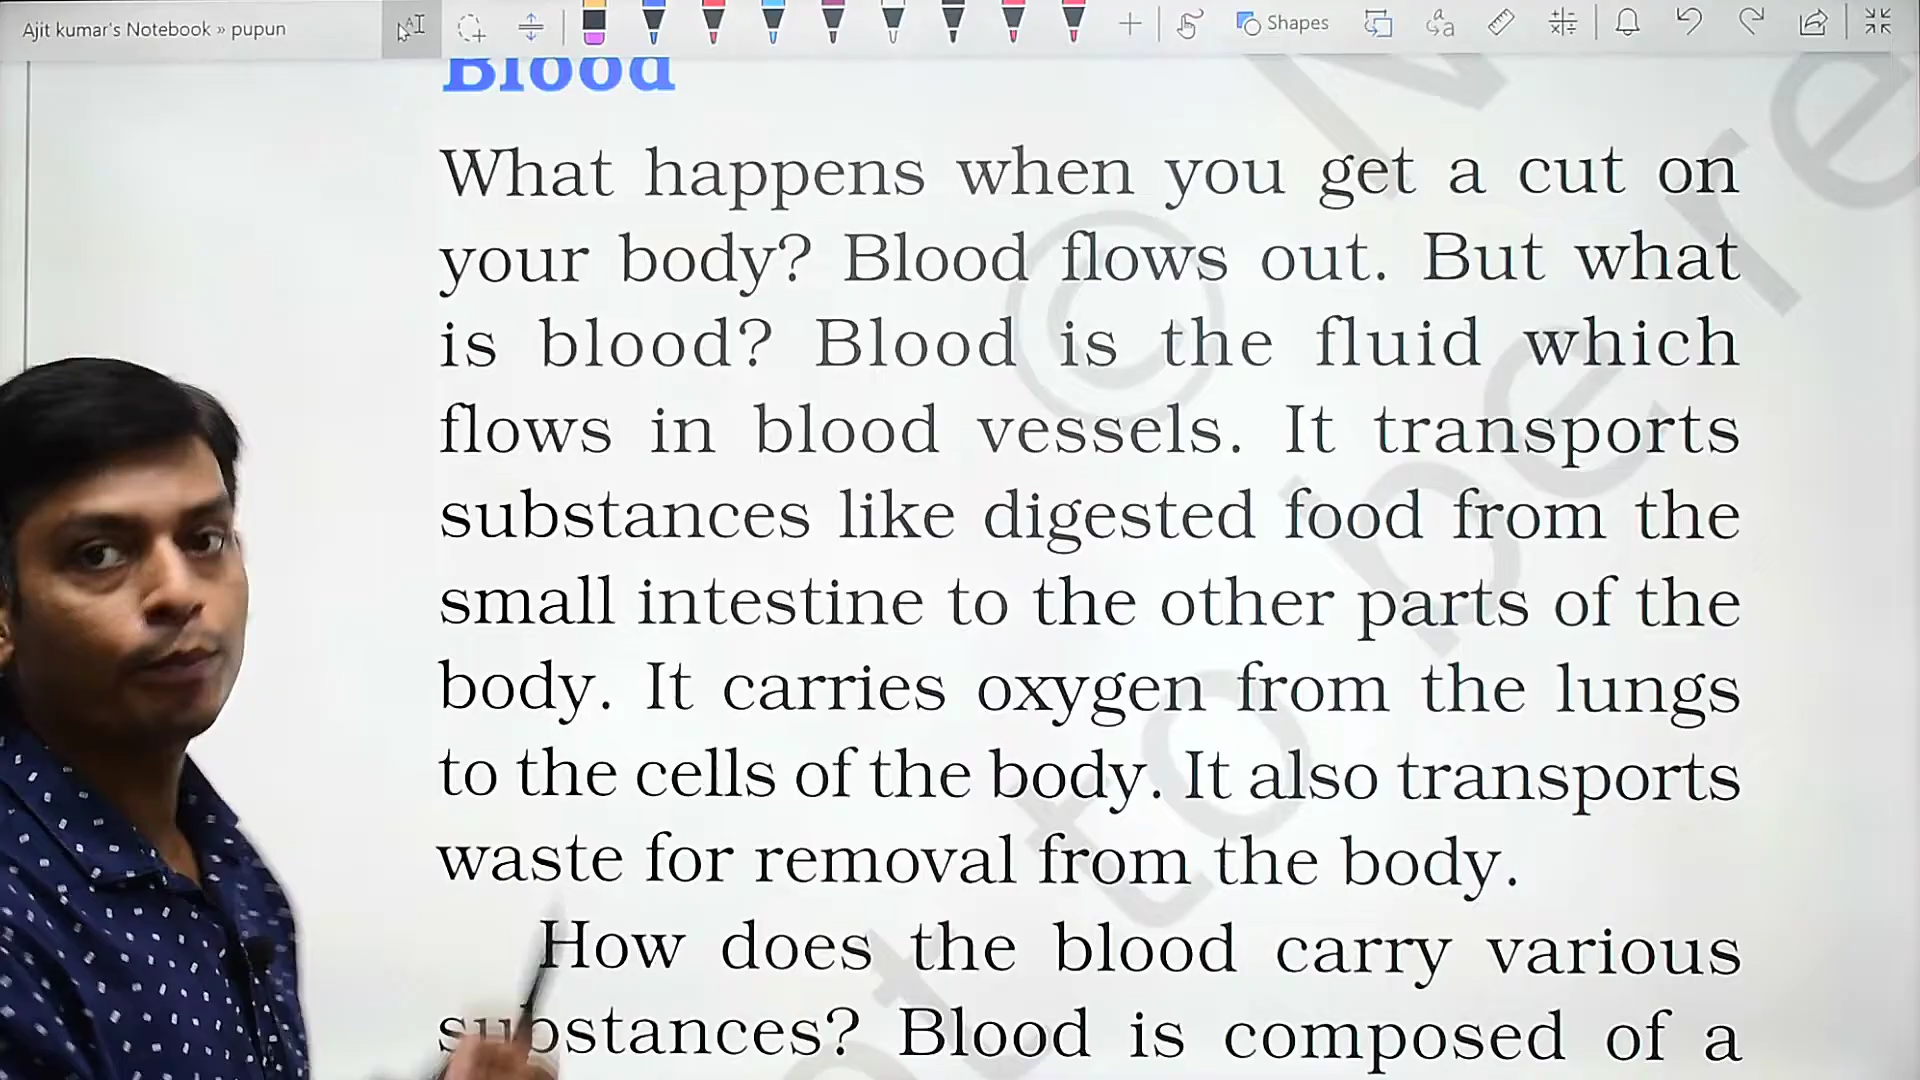 Ajit kumar's Notebook » pupun
Shapes
Blood
What happens when you get a cut on
your body? Blood flows out. But what
is blood? Blood is the fluid which
flows in blood vessels. It transports
substances like digested food from the
small intestine to the other parts of the
body. It carries oxygen from the lungs
to the cells of the body. It also transports
waste for removal from the body.
How does the blood carry various
substances? Blood is composed of a